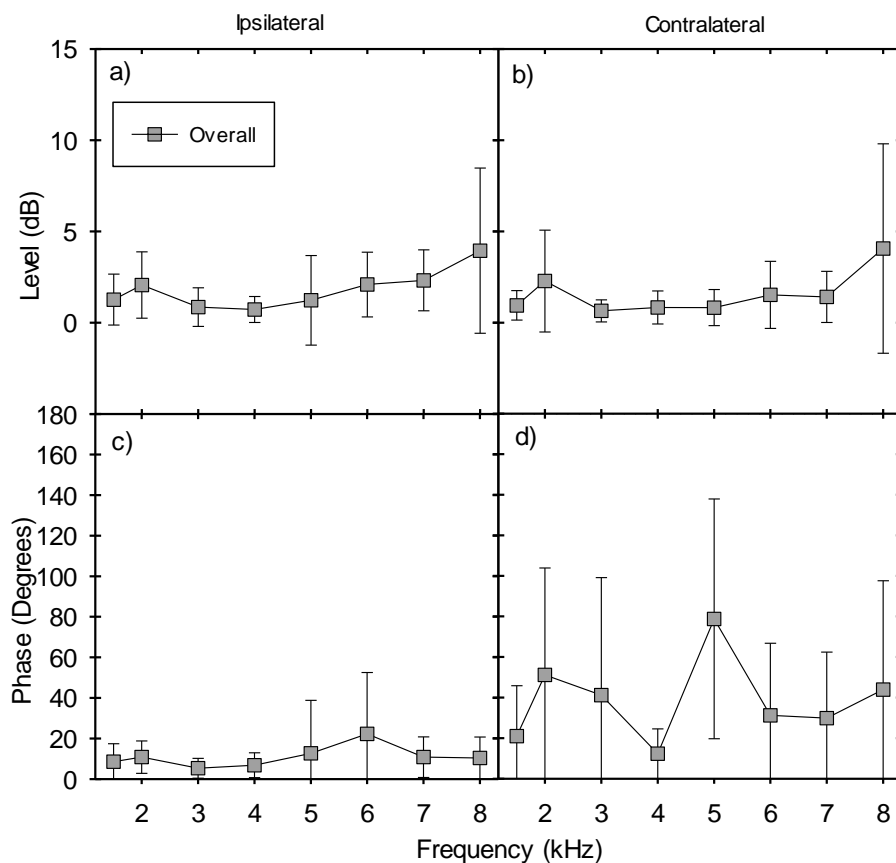 Ipsilateral
Contralateral
15
10
5
0
Level (dB)
a)
Overall
b)
180
160
140
120
100
80
60
40
20
0
Phase (Degrees)
c)
d)
2 3 4 5 6 7 8
2 3 4 5 6 7 8
Frequency (kHz)